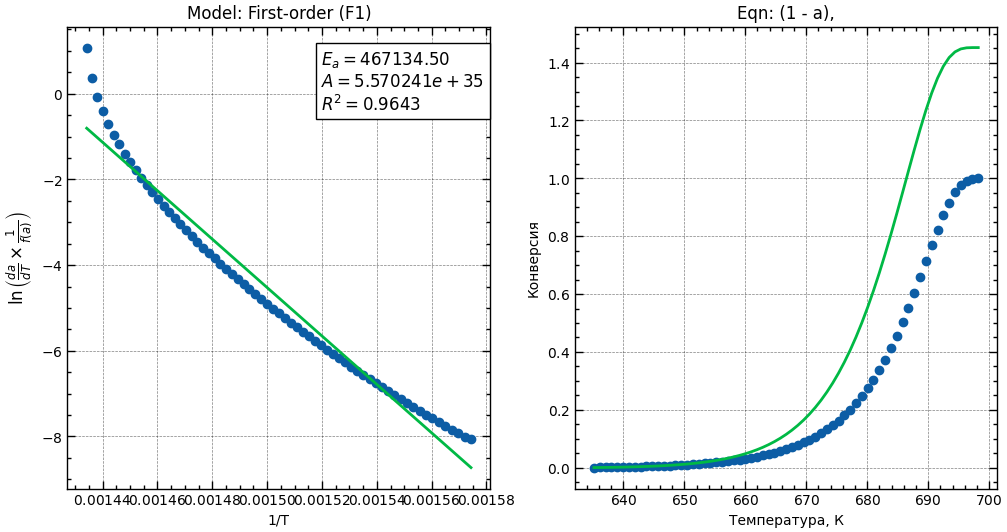 Model: First-order (F1)
Eqn: (1 - a),
E_a = 467134.50
A = 5.570241e + 35
R^2 = 0.9643
ln (da/dT × 1/f(a))
0
−2
−4
−6
−8
0.00144 0.00146 0.00148 0.00150 0.00152 0.00154 0.00156 0.00158
1/T
Конверсия
1.4
1.2
1.0
0.8
0.6
0.4
0.2
0.0
640 650 660 670 680 690 700
Температура, К